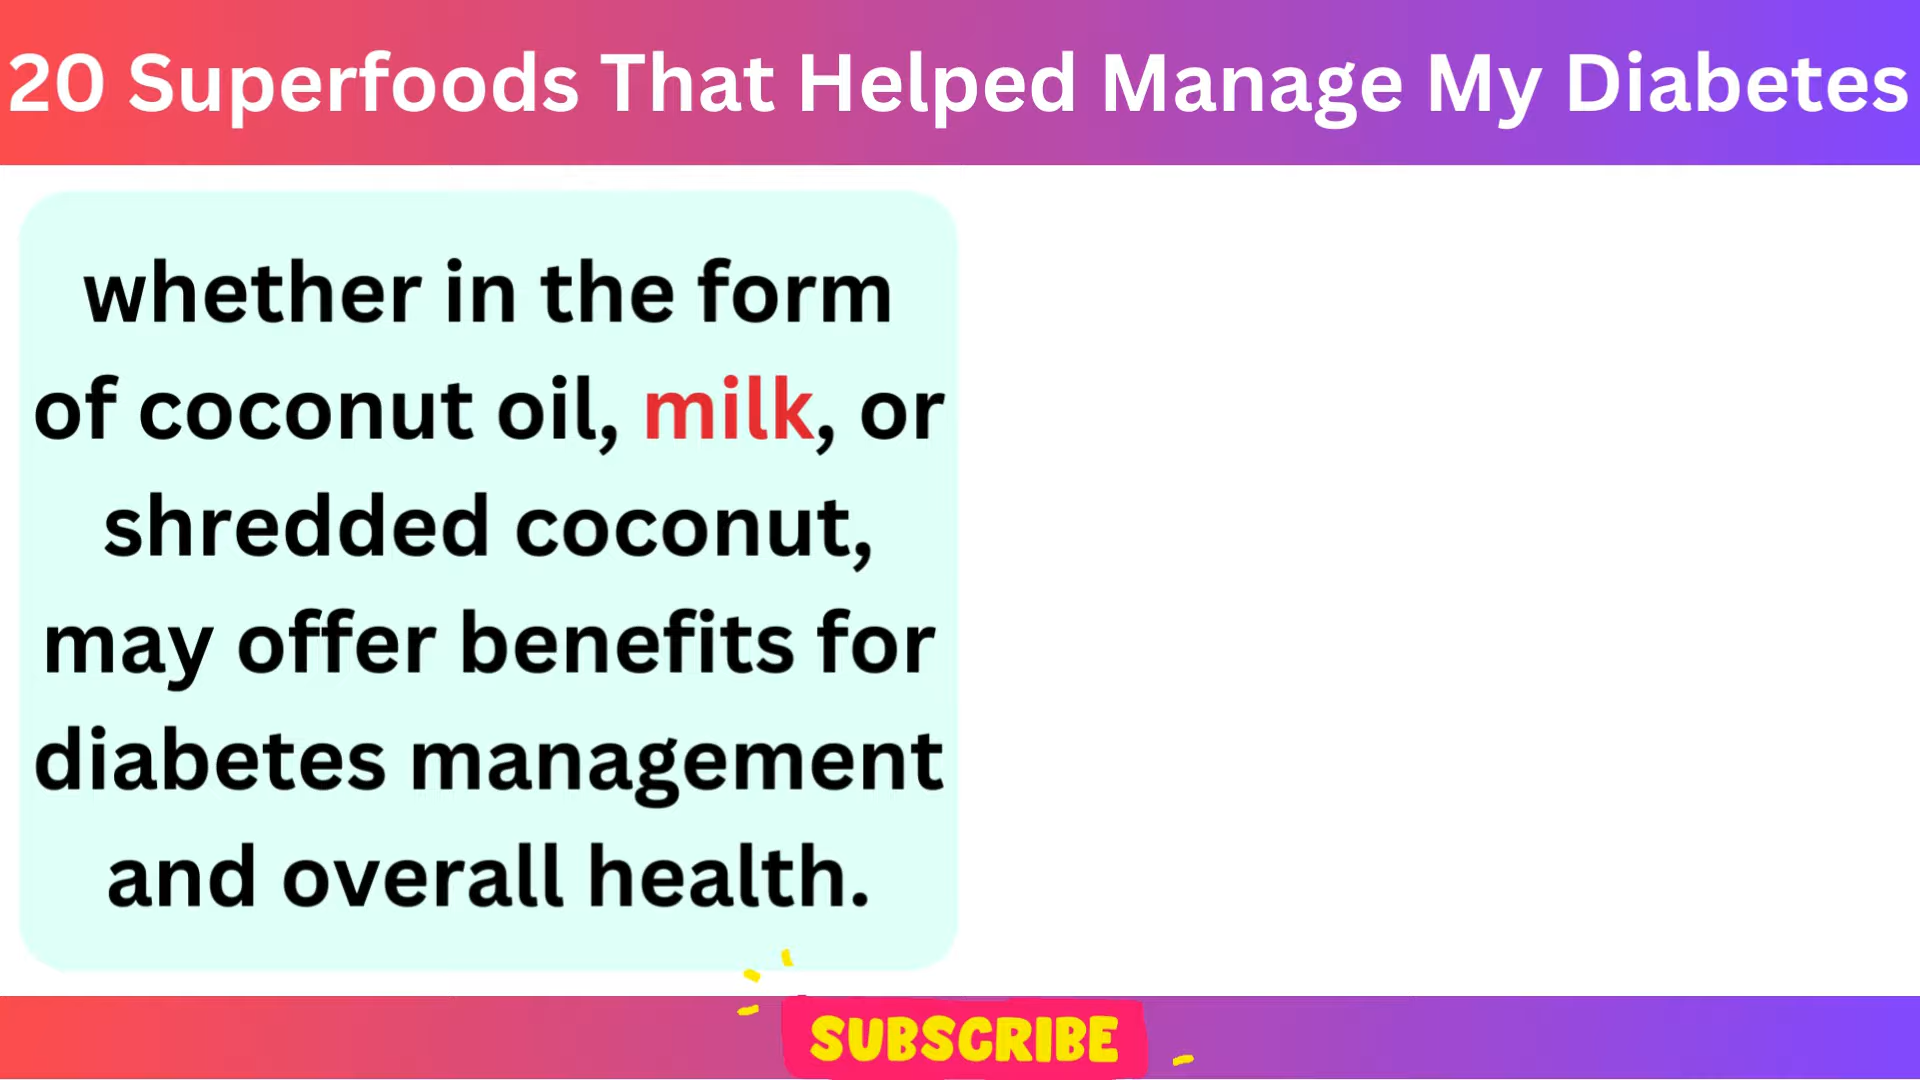 20 Superfoods That Helped Manage My Diabetes
whether in the form
of coconut oil, milk, or
shredded coconut,
may offer benefits for
diabetes management
and overall health.
SUBSCRIBE